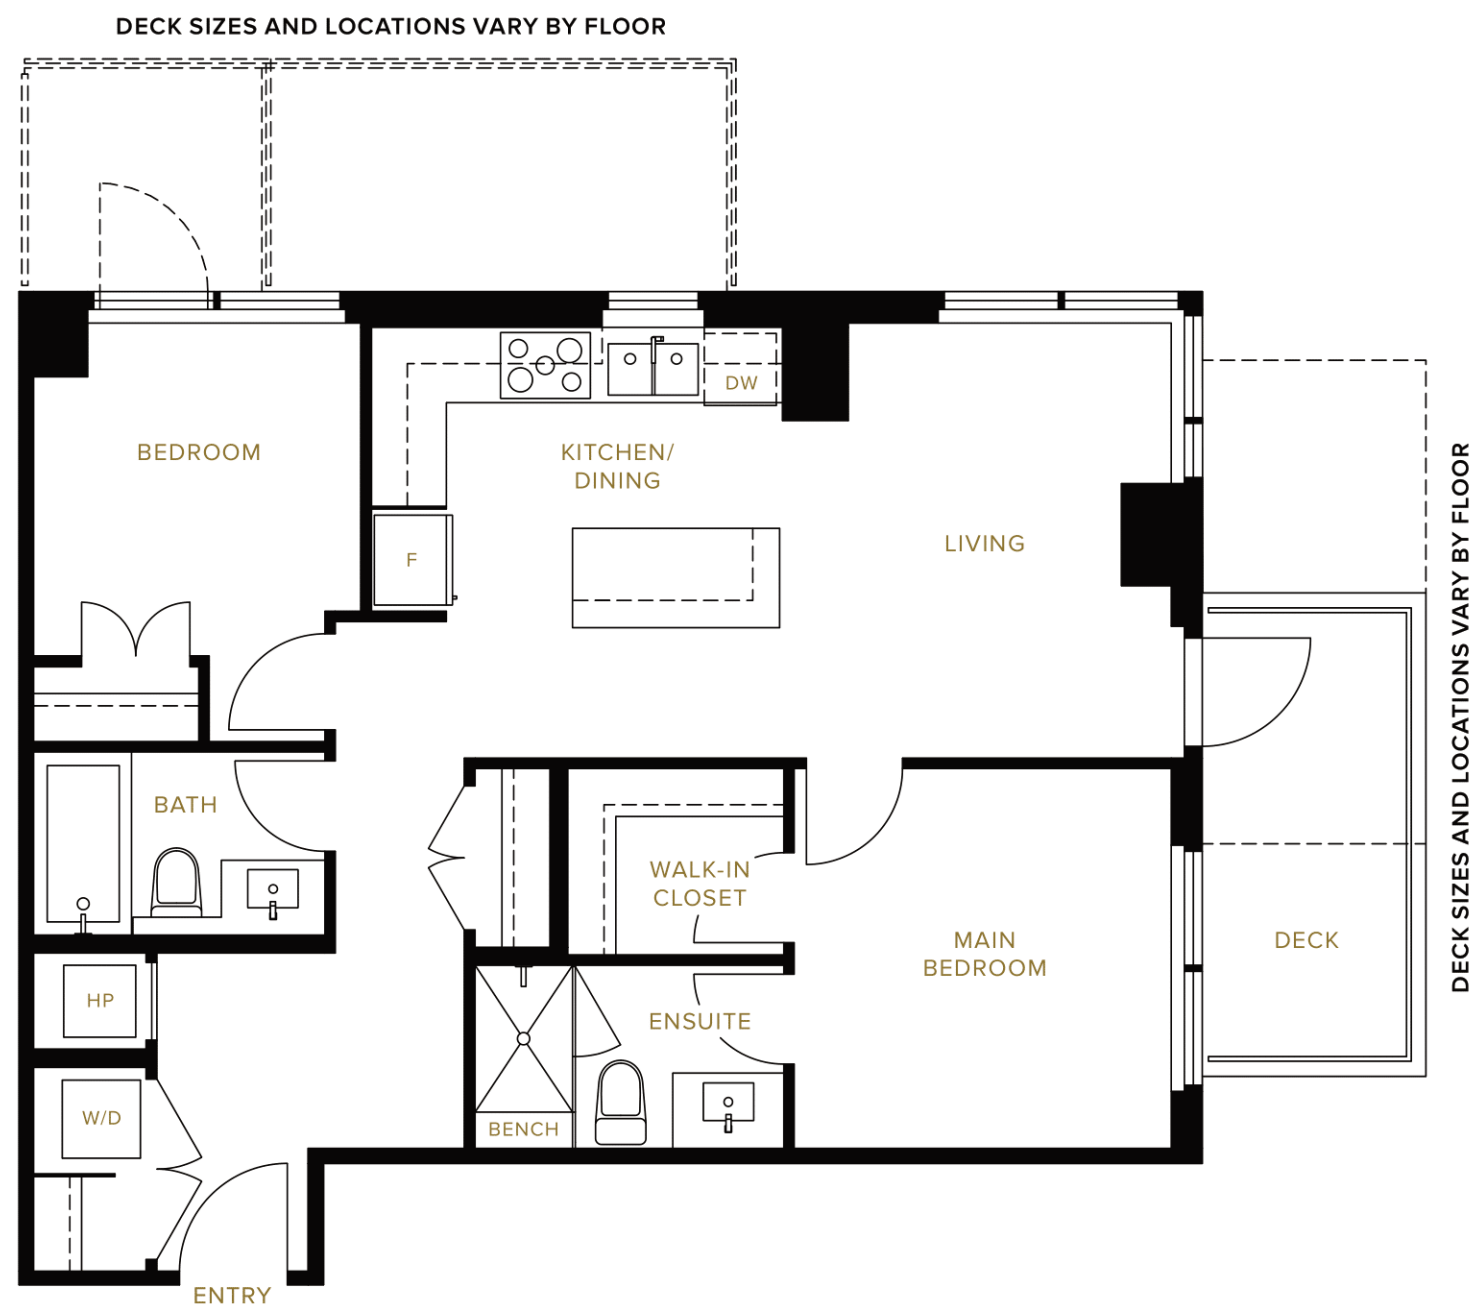 DECK SIZES AND LOCATIONS VARY BY FLOOR
DW
BEDROOM
KITCHEN/
DINING
LIVING
F
DECK SIZES AND LOCATIONS VARY BY FLOOR
BATH
WALK-IN
CLOSET
MAIN
BEDROOM
DECK
HP
ENSUITE
W/D
BENCH
ENTRY